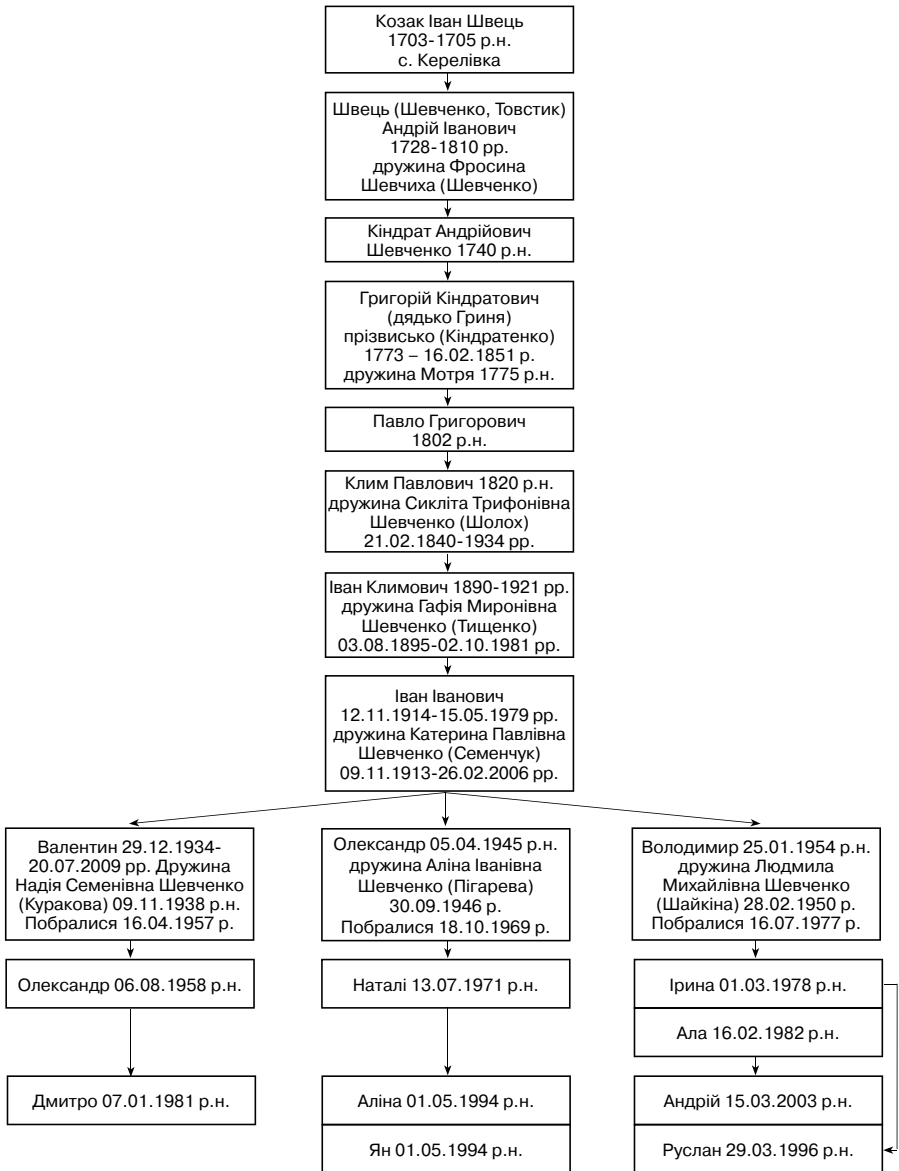 Козак Іван Швець
1703-1705 р.н.
с. Керелівка
Швець (Шевченко, Товстик)
Андрій Іванович
1728-1810 рр.
дружина Фросина
Шевчиха (Шевченко)
Кіндрат Андрійович
Шевченко 1740 р.н.
Григорій Кіндратович
(дядько Гриня)
прізвисько (Кіндратенко)
1773 – 16.02.1851 р.
дружина Мотря 1775 р.н.
Павло Григорович
1802 р.н.
Клим Павлович 1820 р.н.
дружина Сикліта Трифонівна
Шевченко (Шолох)
21.02.1840-1934 рр.
Іван Климович 1890-1921 рр.
дружина Гафія Миронівна
Шевченко (Тищенко)
03.08.1895-02.10.1981 рр.
Іван Іванович
12.11.1914-15.05.1979 рр.
дружина Катерина Павлівна
Шевченко (Семенчук)
09.11.1913-26.02.2006 рр.
Валентин 29.12.1934-
20.07.2009 рр. Дружина
Надія Семенівна Шевченко
(Куракова) 09.11.1938 р.н.
Побралися 16.04.1957 р.
Олександр 05.04.1945 р.н.
дружина Аліна Іванівна
Шевченко (Пігарева)
30.09.1946 р.
Побралися 18.10.1969 р.
Володимир 25.01.1954 р.н.
дружина Людмила
Михайлівна Шевченко
(Шайкіна) 28.02.1950 р.
Побралися 16.07.1977 р.
Олександр 06.08.1958 р.н.
Наталі 13.07.1971 р.н.
Ірина 01.03.1978 р.н.
Ала 16.02.1982 р.н.
Дмитро 07.01.1981 р.н.
Аліна 01.05.1994 р.н.
Андрій 15.03.2003 р.н.
Ян 01.05.1994 р.н.
Руслан 29.03.1996 р.н.